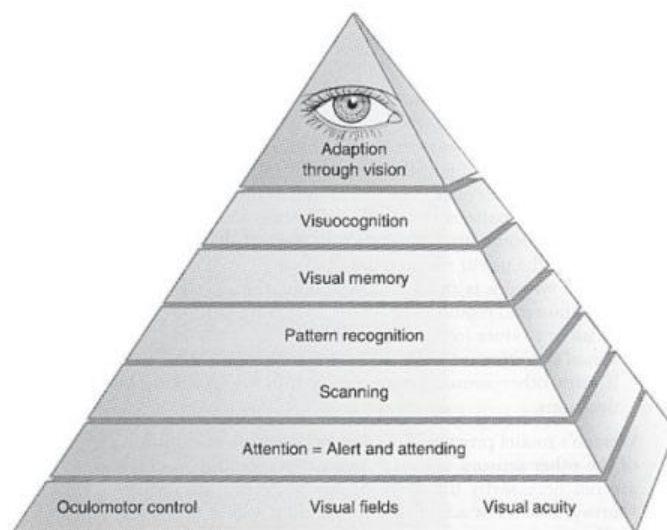 Adaption
through vision
Visuocognition
Visual memory
Pattern recognition
Scanning
Attention = Alert and attending
Oculomotor control Visual fields Visual acuity